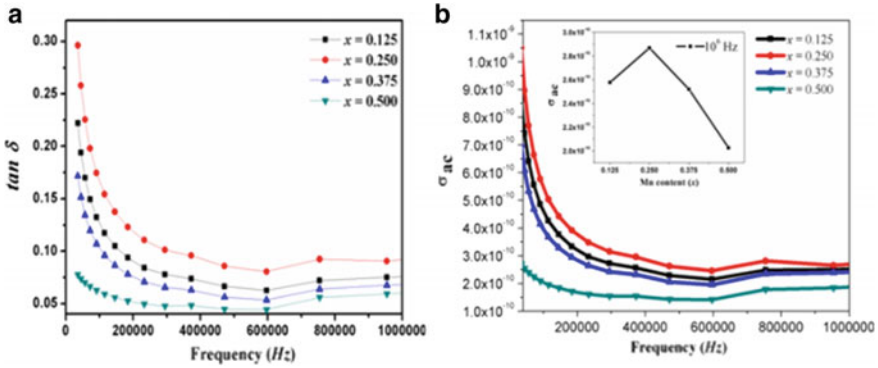 a
0.30
0.25
0.20
0.15
0.10
0.05
tan δ
0
200000
400000
600000
800000
1000000
Frequency (Hz)
x = 0.125
x = 0.250
x = 0.375
x = 0.500
b
1.1x10⁻⁹
1.0x10⁻⁹
9.0x10⁻¹⁰
8.0x10⁻¹⁰
7.0x10⁻¹⁰
6.0x10⁻¹⁰
5.0x10⁻¹⁰
4.0x10⁻¹⁰
3.0x10⁻¹⁰
2.0x10⁻¹⁰
1.0x10⁻¹⁰
σ ac
200000
400000
600000
800000
1000000
Frequency (Hz)
x = 0.125
x = 0.250
x = 0.375
x = 0.500
σ ac
0.125
0.250
0.375
0.500
Mn content (x)